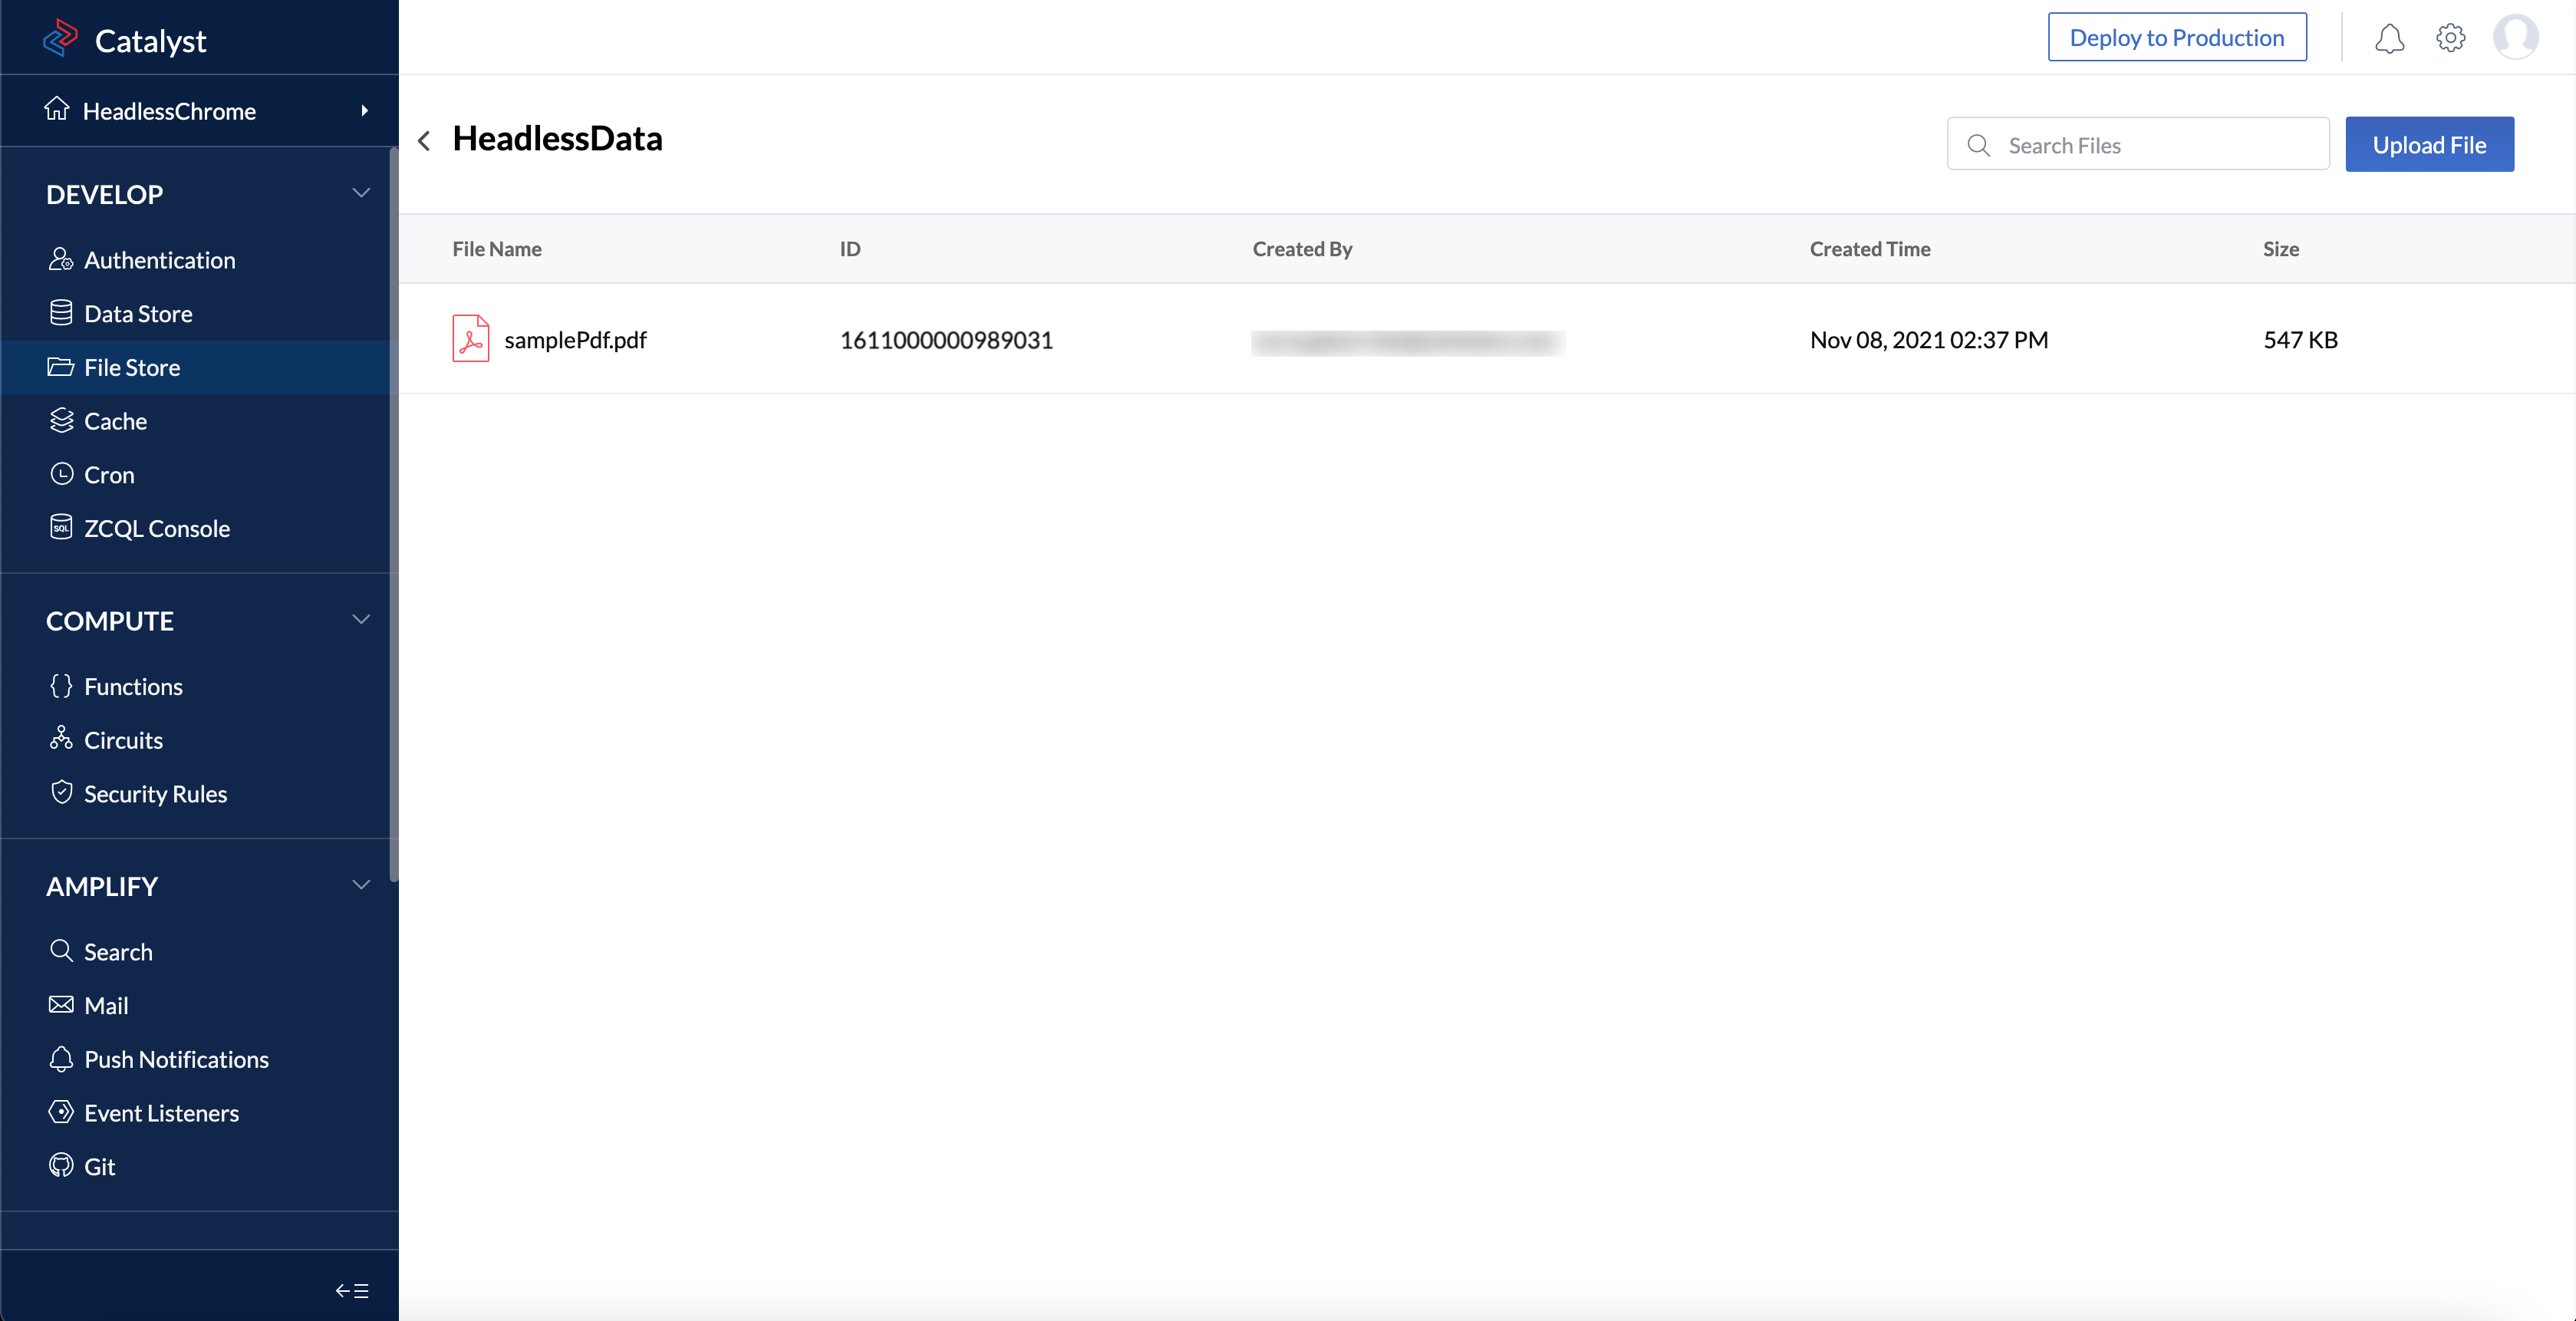 Catalyst
Deploy to Production
HeadlessChrome
HeadlessData
Search Files
Upload File
DEVELOP
Authentication
Data Store
File Store
Cache
Cron
SQL ZCQL Console
COMPUTE
Functions
Circuits
Security Rules
AMPLIFY
Search
Mail
Push Notifications
Event Listeners
Git
File Name ID Created By Created Time Size
samplePdf.pdf 1611000000989031 Nov 08, 2021 02:37 PM 547 KB